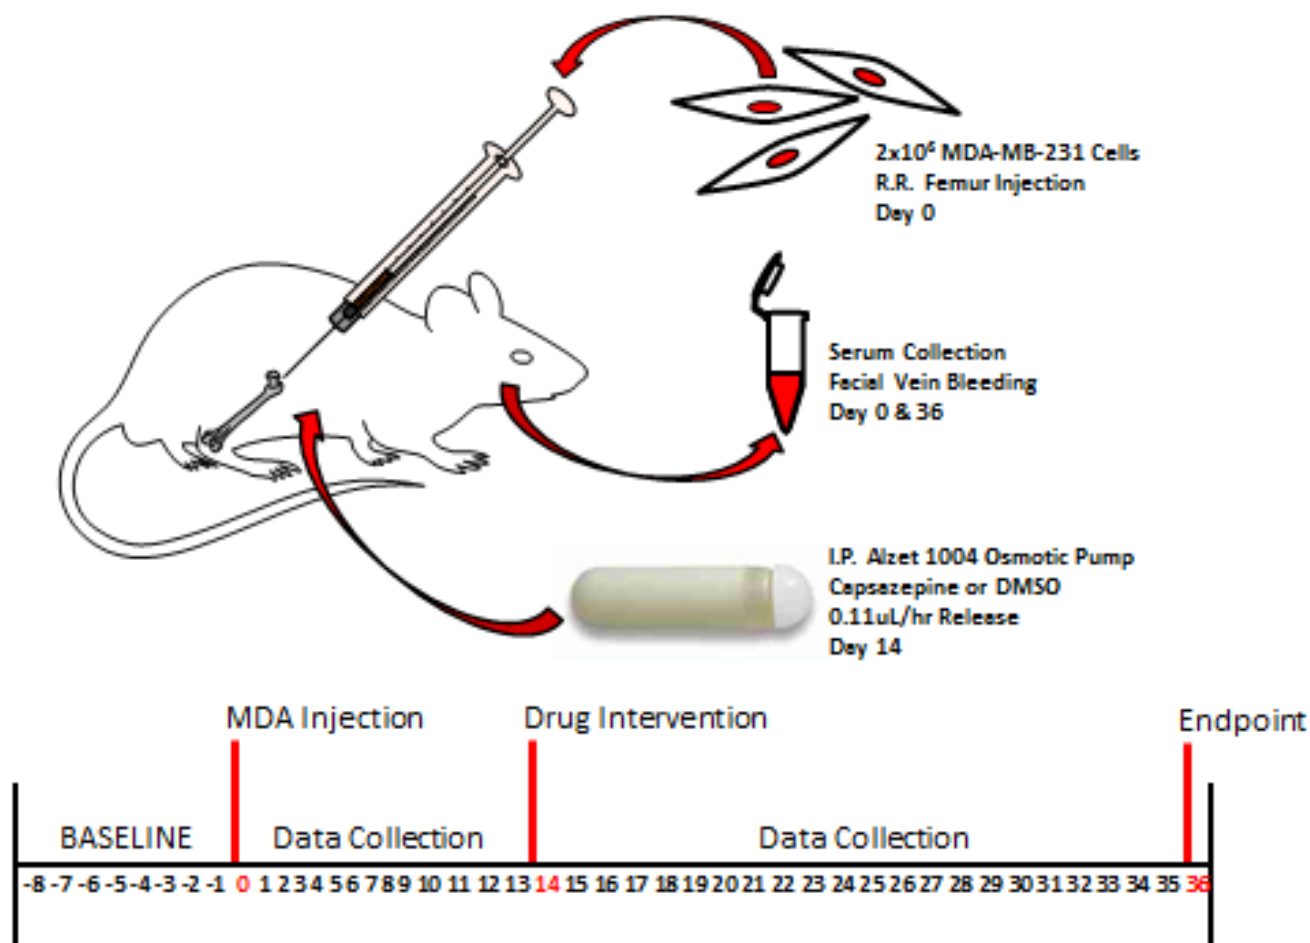 2x10⁶ MDA-MB-231 Cells
R.R. Femur Injection
Day 0
Serum Collection
Facial Vein Bleeding
Day 0 & 36
I.P. Alzet 1004 Osmotic Pump
Capsazepine or DMSO
0.11uL/hr Release
Day 14
MDA Injection Drug Intervention Endpoint
BASELINE Data Collection Data Collection
-8 -7 -6 -5 -4 -3 -2 -1 0 1 2 3 4 5 6 7 8 9 10 11 12 13 14 15 16 17 18 19 20 21 22 23 24 25 26 27 28 29 30 31 32 33 34 35 36